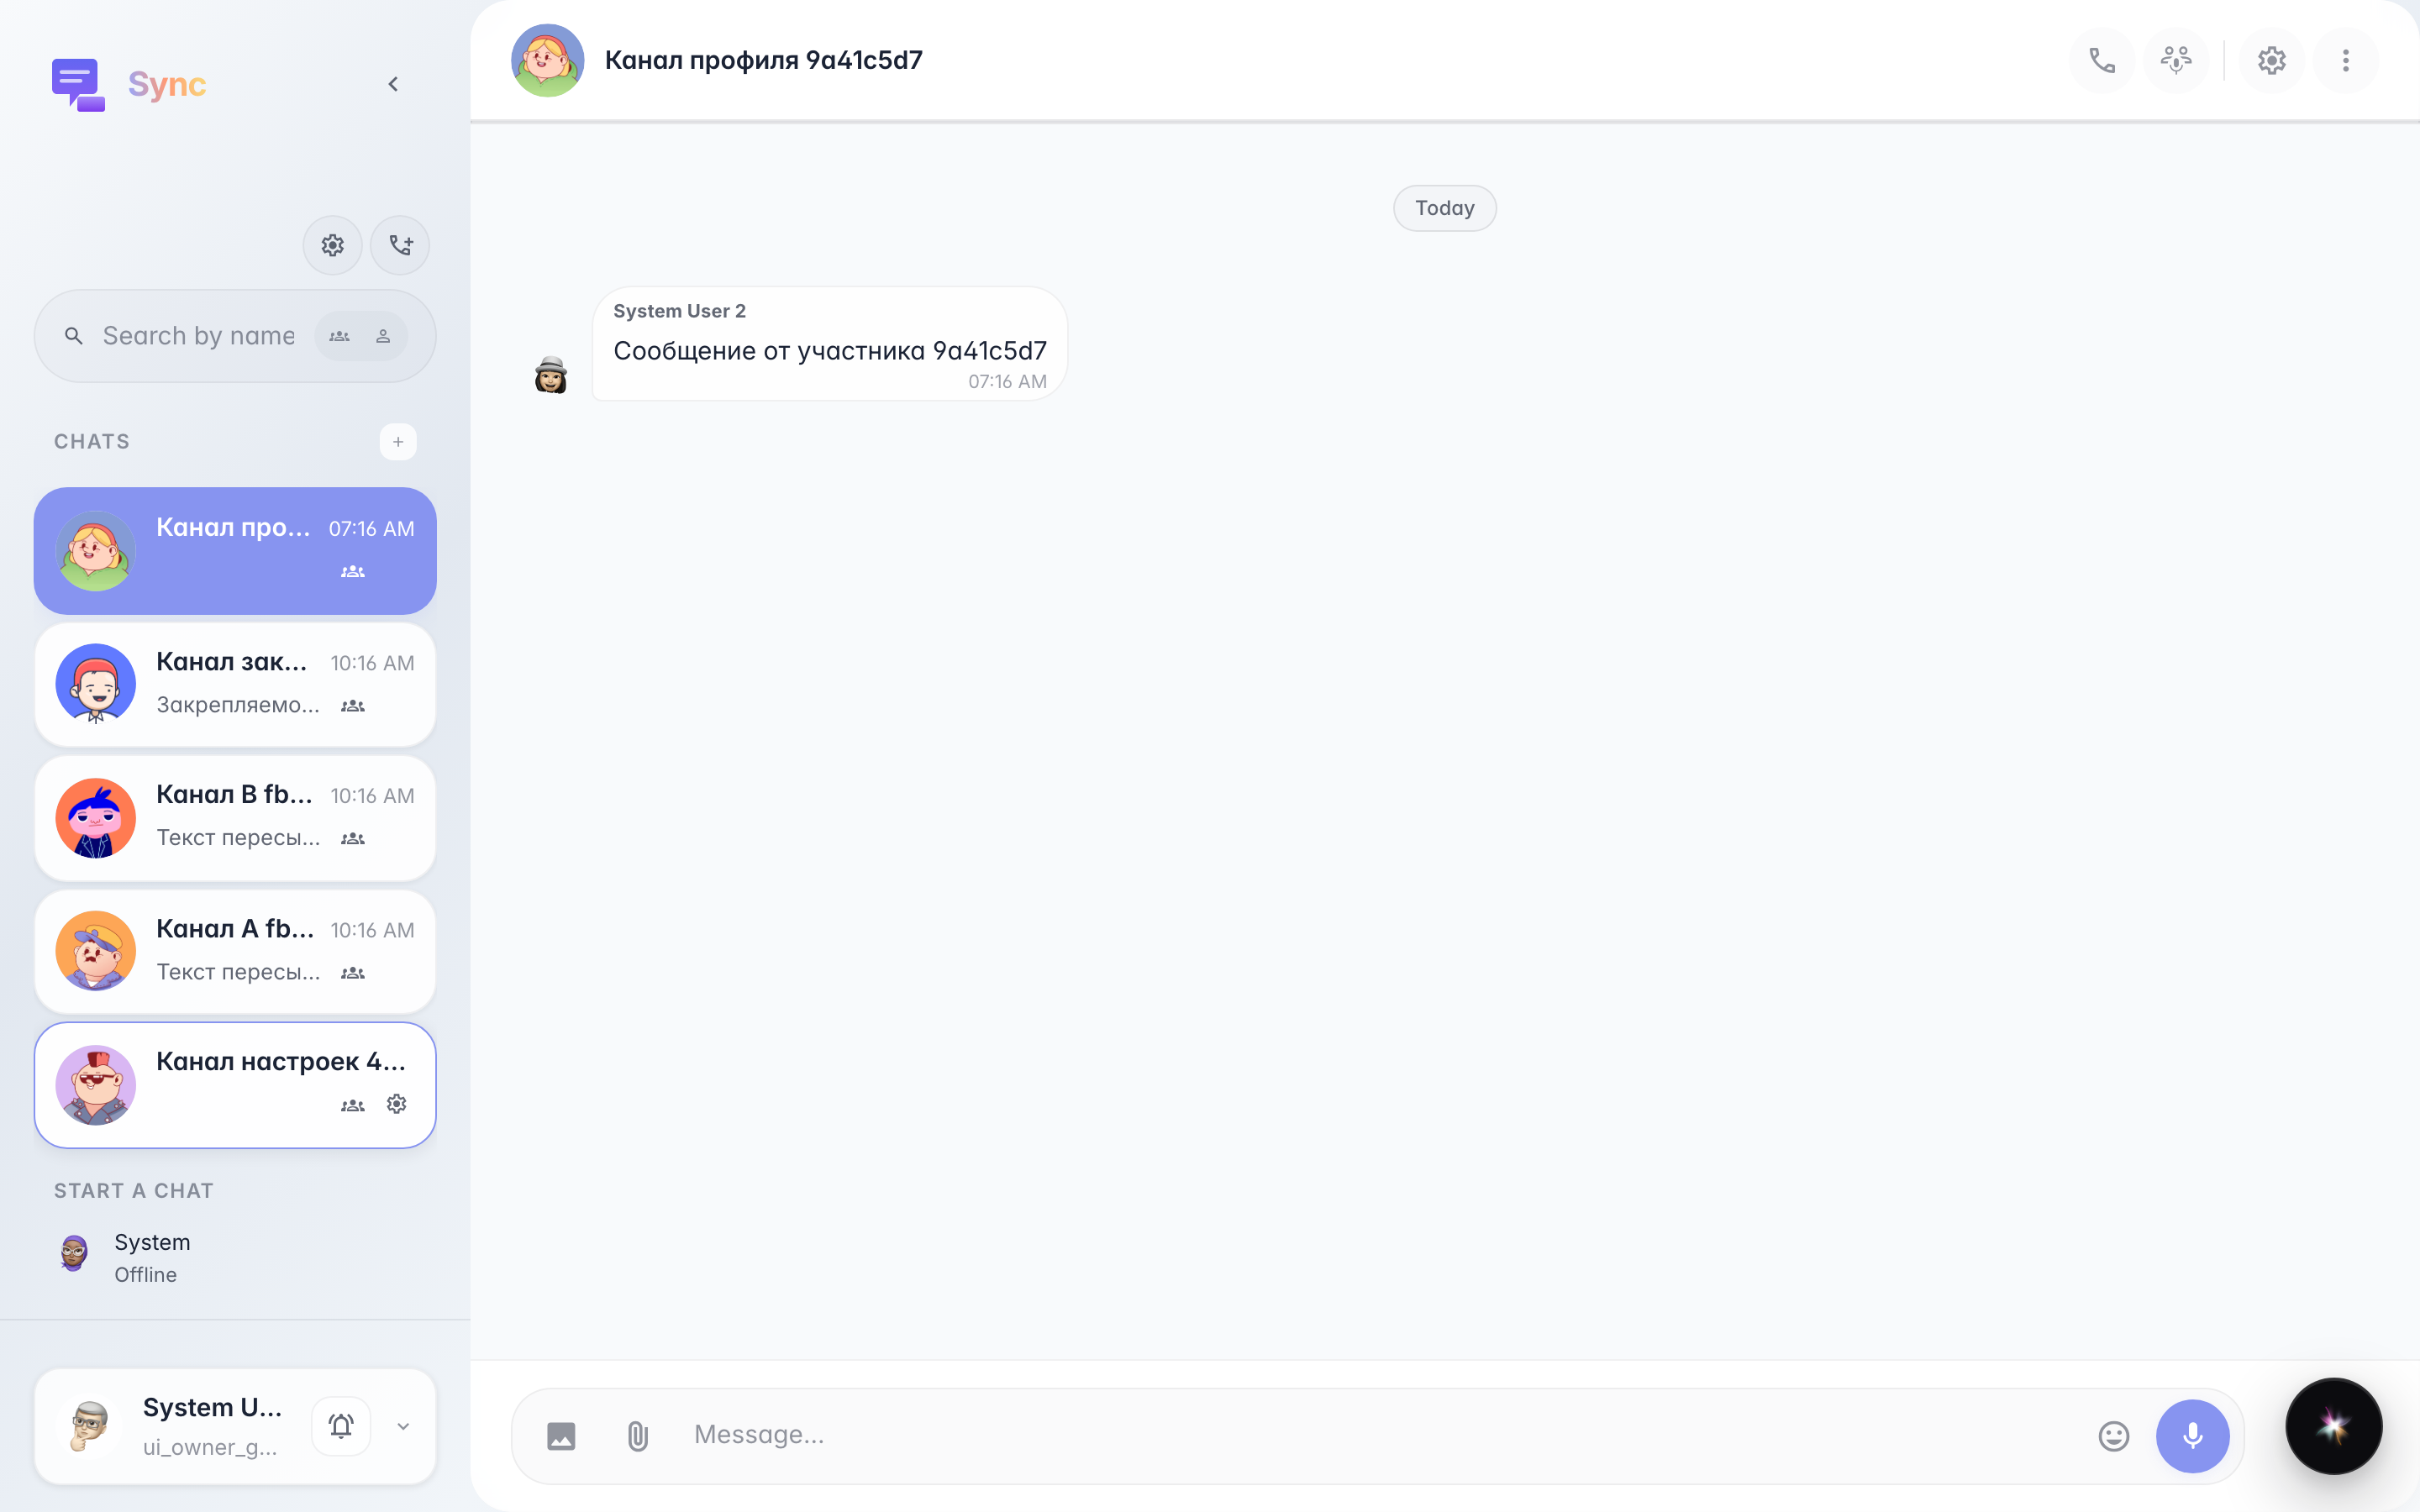 Sync
Search by name
CHATS
Канал про... 07:16 AM
Канал зак... 10:16 AM
Закрепляемо...
Канал B fb... 10:16 AM
Текст пересы...
Канал A fb... 10:16 AM
Текст пересы...
Канал настроек 4...
START A CHAT
System
Offline
System U...
ui_owner_g...
Канал профиля 9a41c5d7
Today
System User 2
Сообщение от участника 9a41c5d7
07:16 AM
Message...